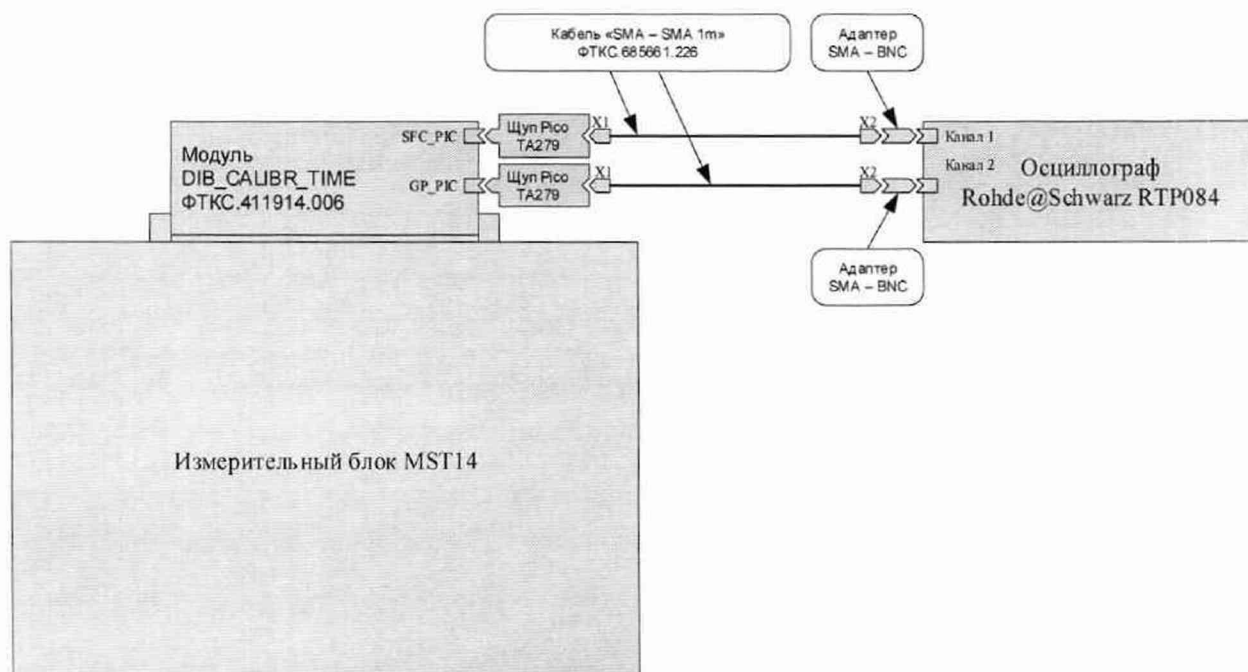 Кабель «SMA – SMA 1m»
ФТКС.685661.226
Адаптер
SMA – BNC
SFC_PIC
Щуп Pico
TA279
X1
X2
Канал 1
Модуль
DIB_CALIBR_TIME
ФТКС.411914.006
GP_PIC
Щуп Pico
TA279
X1
X2
Канал 2
Осциллограф
Rohde@Schwarz RTP084
Адаптер
SMA – BNC
Измерительный блок MST14